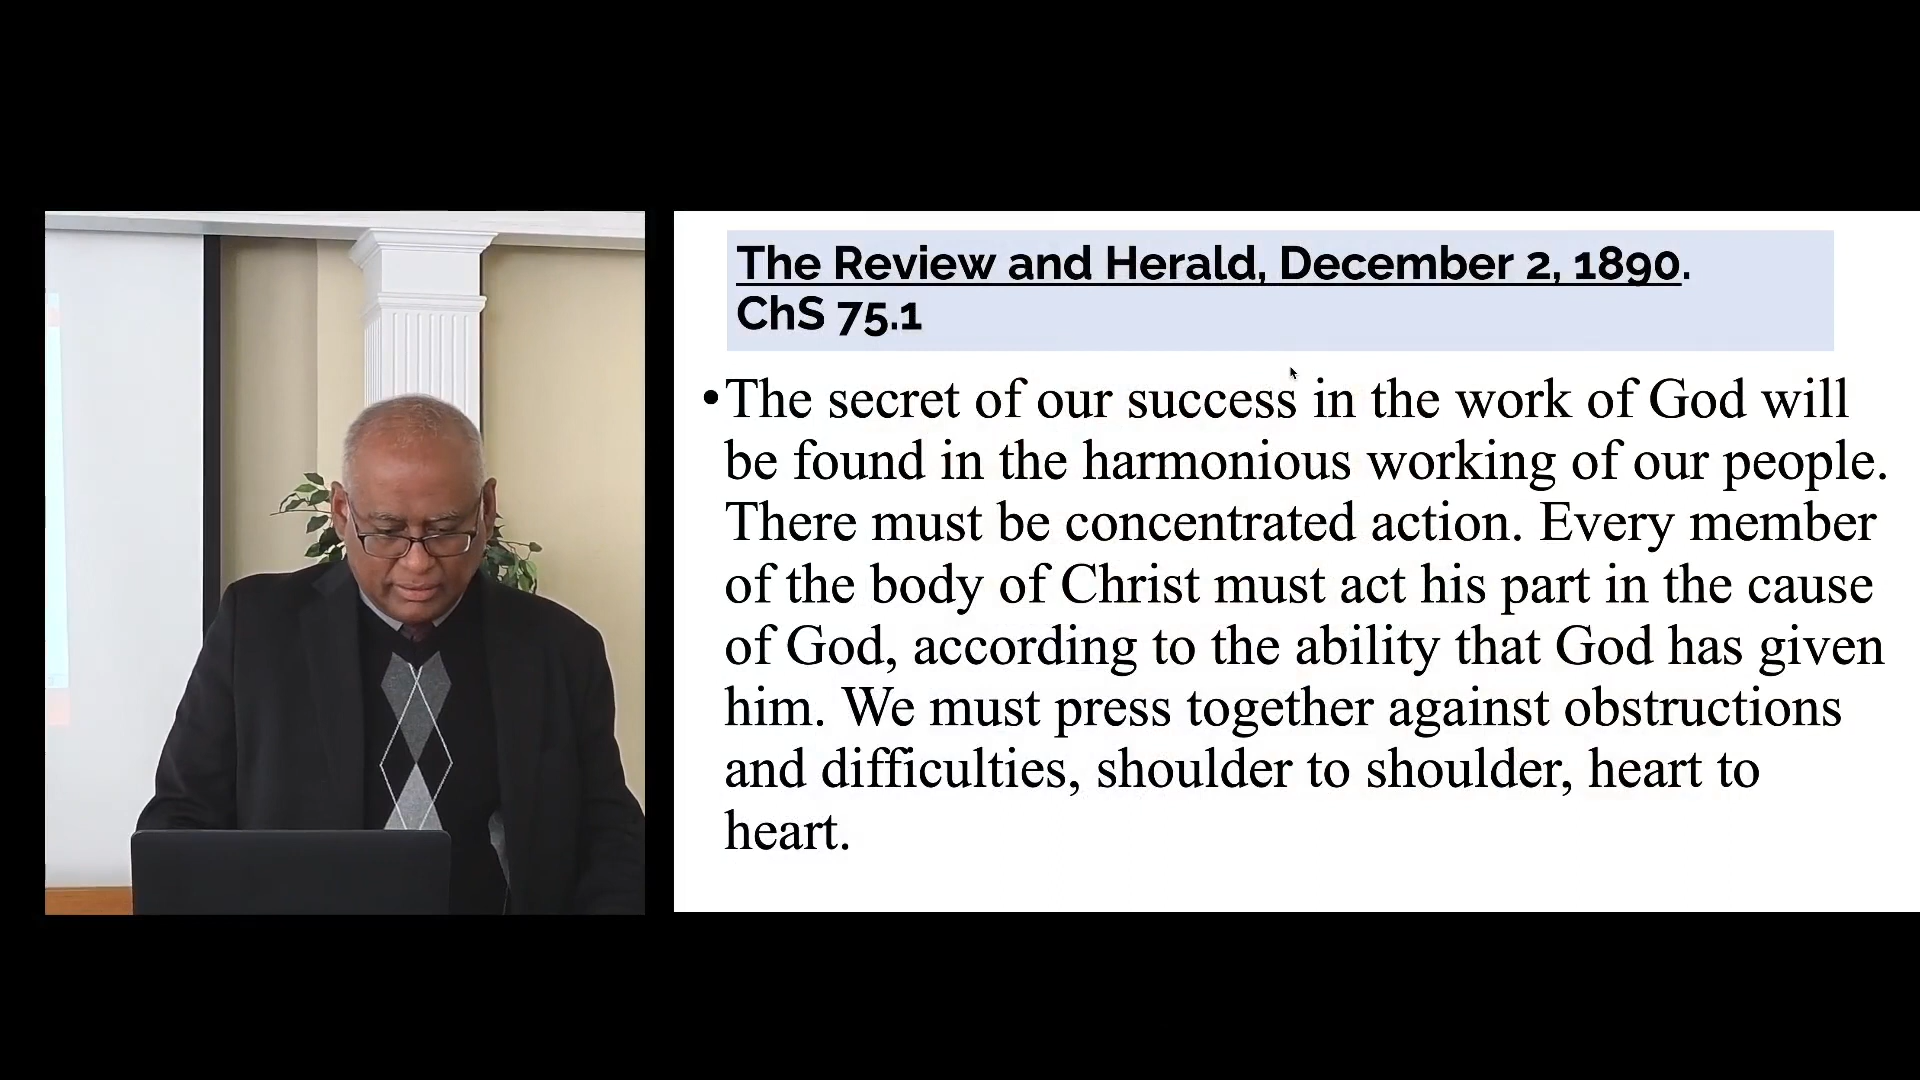 The Review and Herald, December 2, 1890.
ChS 75.1
•The secret of our success in the work of God will
be found in the harmonious working of our people.
There must be concentrated action. Every member
of the body of Christ must act his part in the cause
of God, according to the ability that God has given
him. We must press together against obstructions
and difficulties, shoulder to shoulder, heart to
heart.